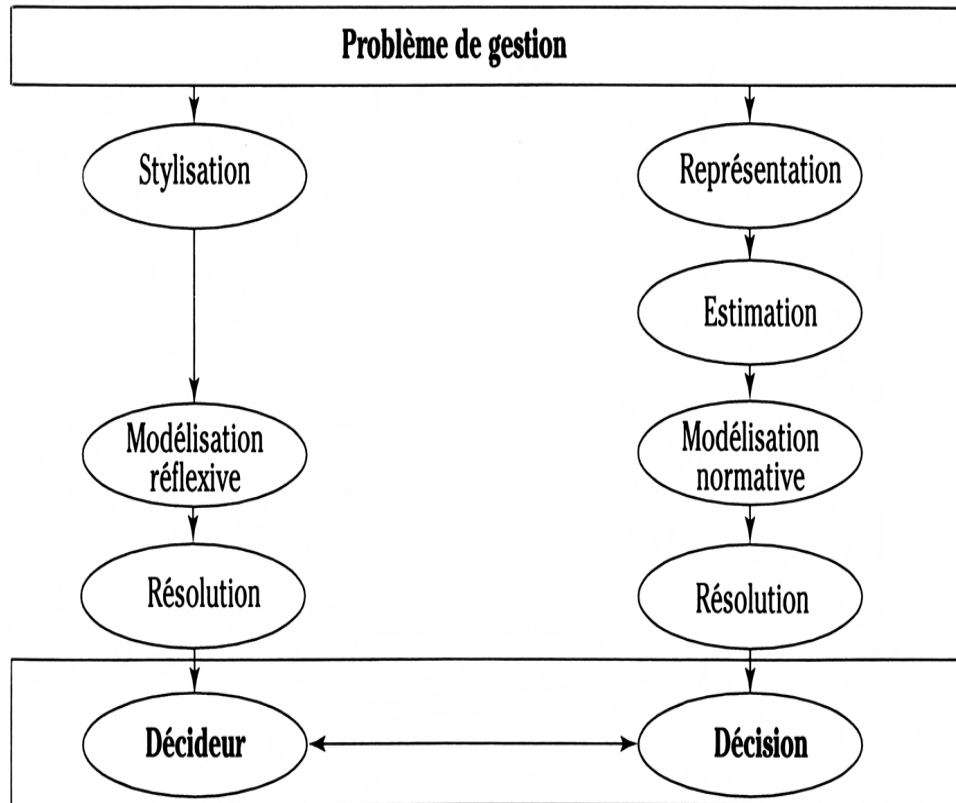 Problème de gestion
Stylisation
Représentation
Estimation
Modélisation
réflexive
Modélisation
normative
Résolution
Résolution
Décideur
Décision